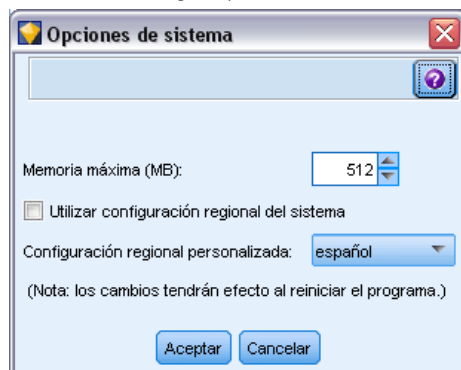 Opciones de sistema
Memoria máxima (MB): 512
Utilizar configuración regional del sistema
Configuración regional personalizada: español
(Nota: los cambios tendrán efecto al reiniciar el programa.)
Aceptar Cancelar